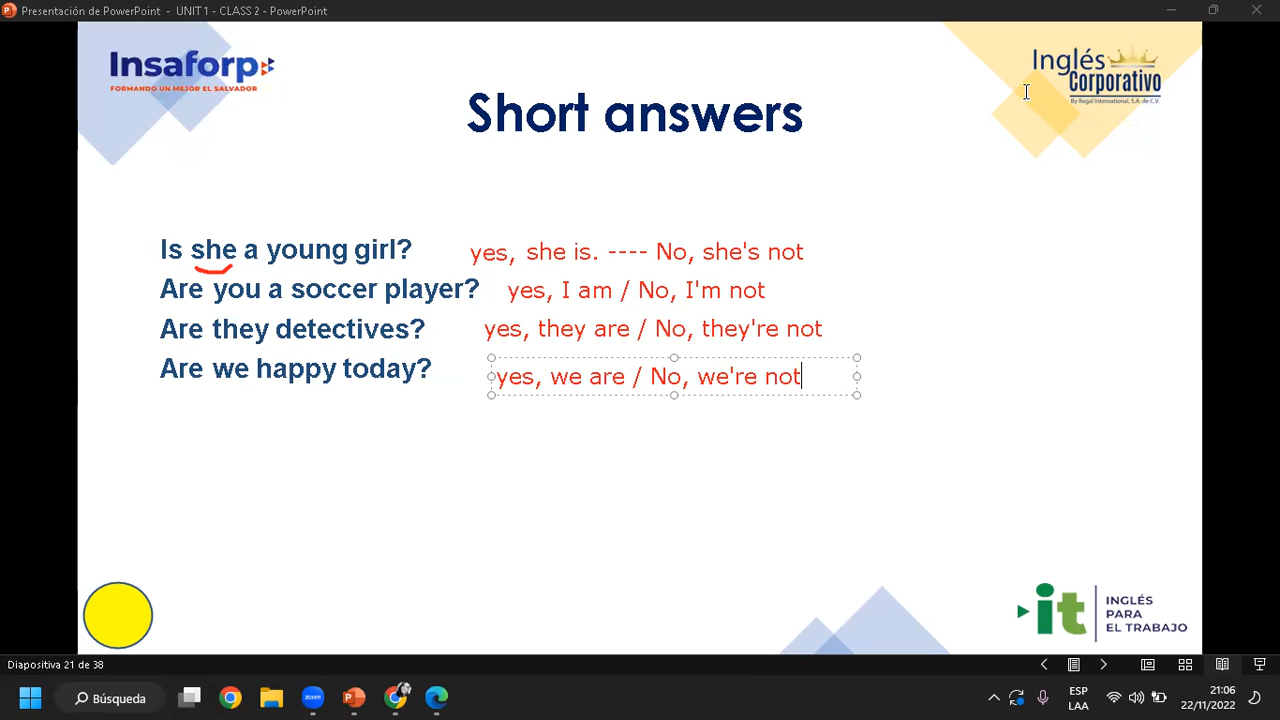 Presentación de PowerPoint - UNIT 1 - CLASS 2 - PowerPoint
Insaforp
FORMANDO UN MEJOR EL SALVADOR
Inglés
Corporativo
By Regal International, S.A. de C.V.
Short answers
Is she a young girl? yes, she is. ---- No, she's not
Are you a soccer player? yes, I am / No, I'm not
Are they detectives? yes, they are / No, they're not
Are we happy today? yes, we are / No, we're not
it
INGLÉS
PARA
EL TRABAJO
Diapositiva 21 de 38
Búsqueda
ESP
LAA
21:06
22/11/2022